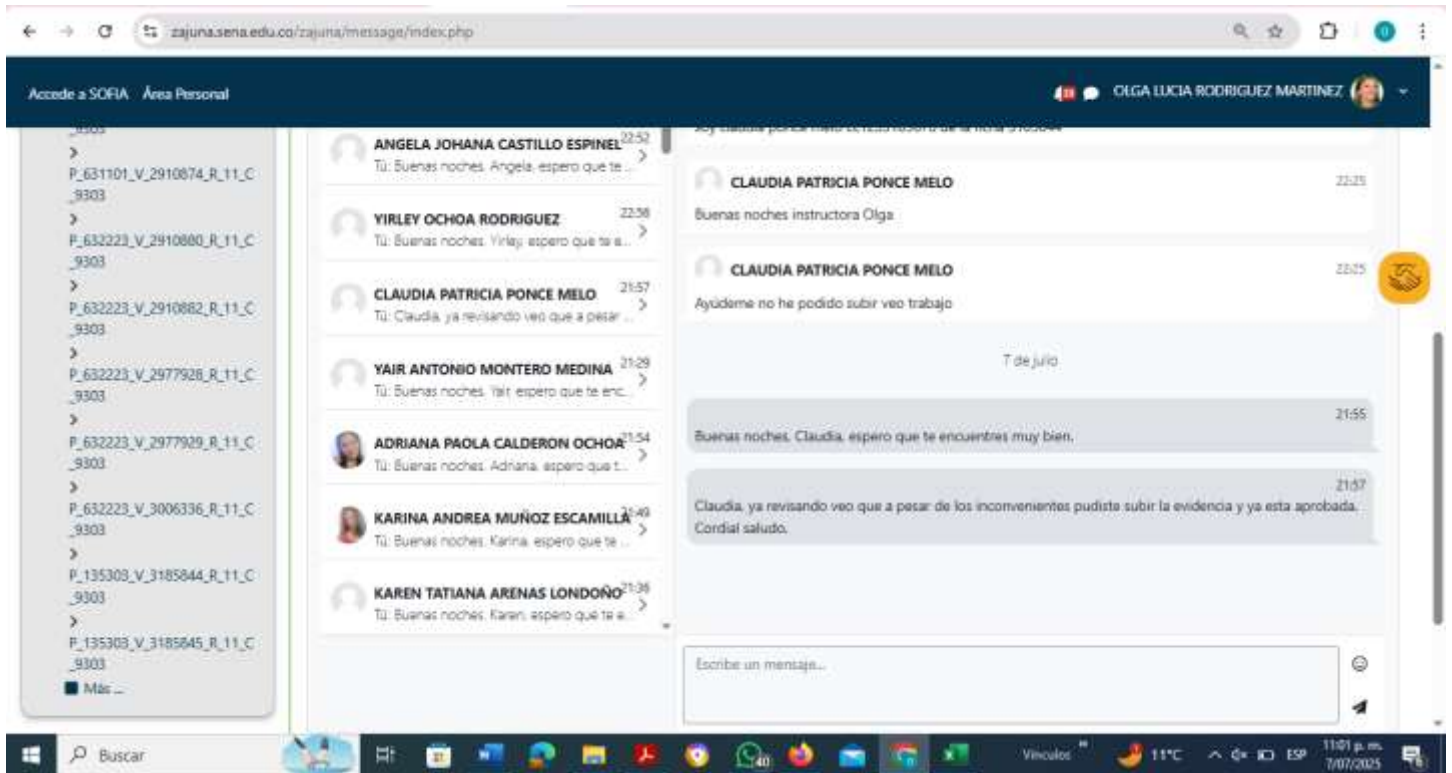 zajuna.sena.edu.co/zajuna/message/index.php
Accede a SOFIA Área Personal
OLGA LUCIA RODRIGUEZ MARTINEZ
_9303
P_631101_V_2910874_R_11_C
_9303
P_632223_V_2910880_R_11_C
_9303
P_632223_V_2910882_R_11_C
_9303
P_632223_V_2977928_R_11_C
_9303
P_632223_V_2977929_R_11_C
_9303
P_632223_V_3006336_R_11_C
_9303
P_135303_V_3185844_R_11_C
_9303
P_135303_V_3185845_R_11_C
_9303
Más ...
ANGELA JOHANA CASTILLO ESPINEL 22:52
Tú: Buenas noches. Angela, espero que te ...
YIRLEY OCHOA RODRIGUEZ 22:58
Tú: Buenas noches. Yirley, espero que te e...
CLAUDIA PATRICIA PONCE MELO 21:57
Tú: Claudia, ya revisando veo que a pesar ...
YAIR ANTONIO MONTERO MEDINA 21:29
Tú: Buenas noches. Yair, espero que te enc...
ADRIANA PAOLA CALDERON OCHOA 21:54
Tú: Buenas noches. Adriana, espero que t...
KARINA ANDREA MUÑOZ ESCAMILLA 21:49
Tú: Buenas noches. Karina, espero que te ...
KAREN TATIANA ARENAS LONDOÑO 21:36
Tú: Buenas noches. Karen, espero que te e...
CLAUDIA PATRICIA PONCE MELO 22:25
Buenas noches instructora Olga
CLAUDIA PATRICIA PONCE MELO 22:25
Ayúdeme no he podido subir veo trabajo
7 de julio
21:55
Buenas noches. Claudia, espero que te encuentres muy bien.
21:57
Claudia, ya revisando veo que a pesar de los inconvenientes pudiste subir la evidencia y ya esta aprobada.
Cordial saludo.
Escribe un mensaje...
Buscar
Vínculos
11°C
ESP
11:01 p. m.
7/07/2025